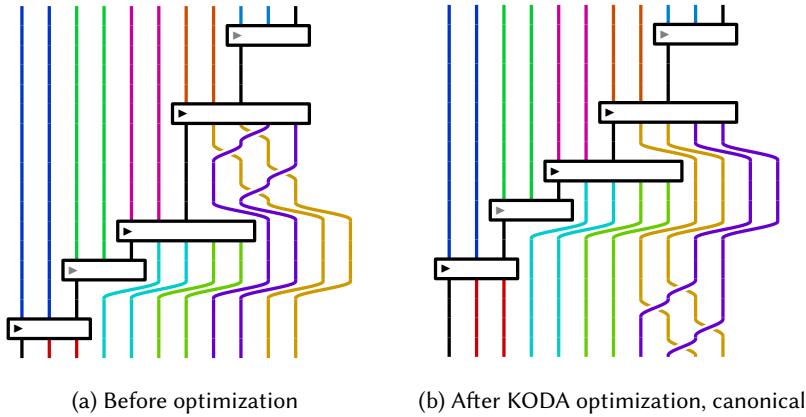 (a) Before optimization
(b) After KODA optimization, canonical